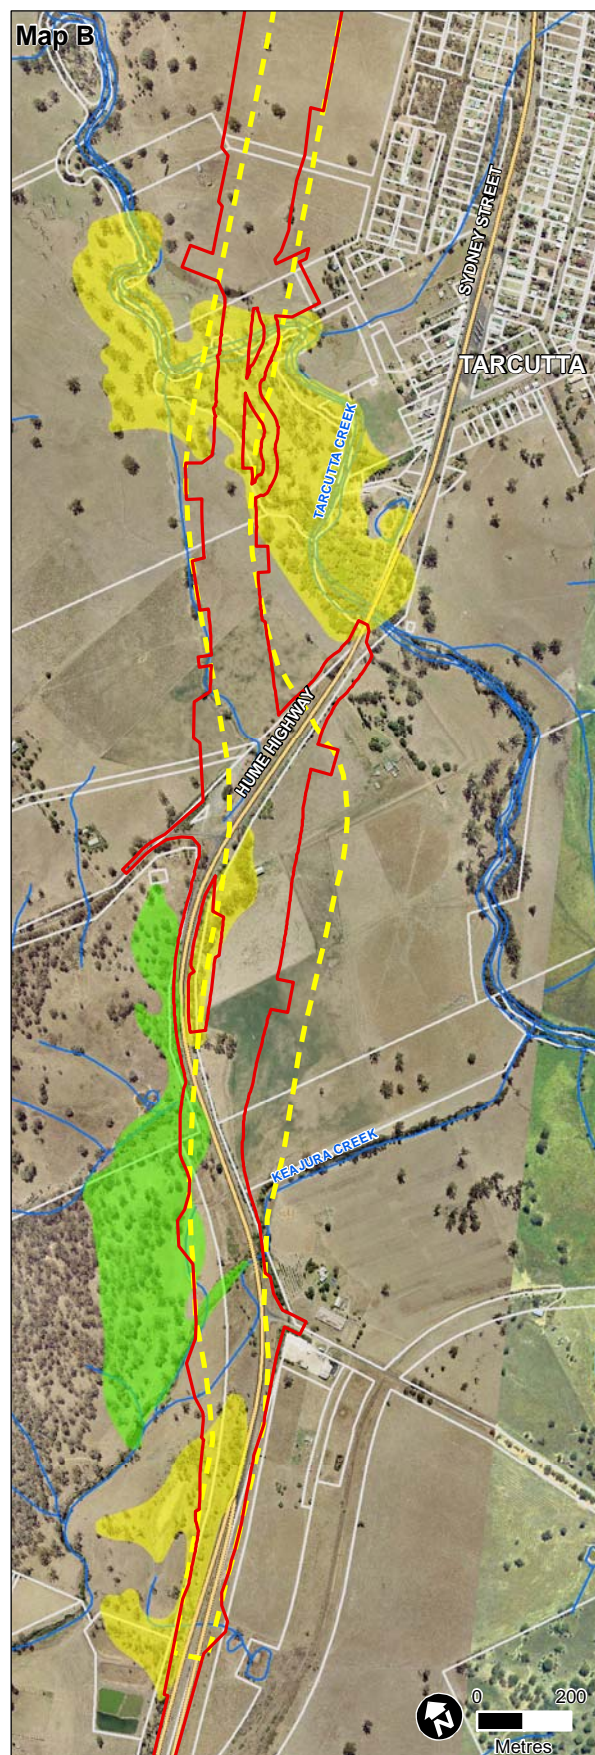 Map B
SYDNEY STREET
TARCUTTA
TARCUTTA CREEK
HUME HIGHWAY
KEAJURA CREEK
N
0 200
Metres